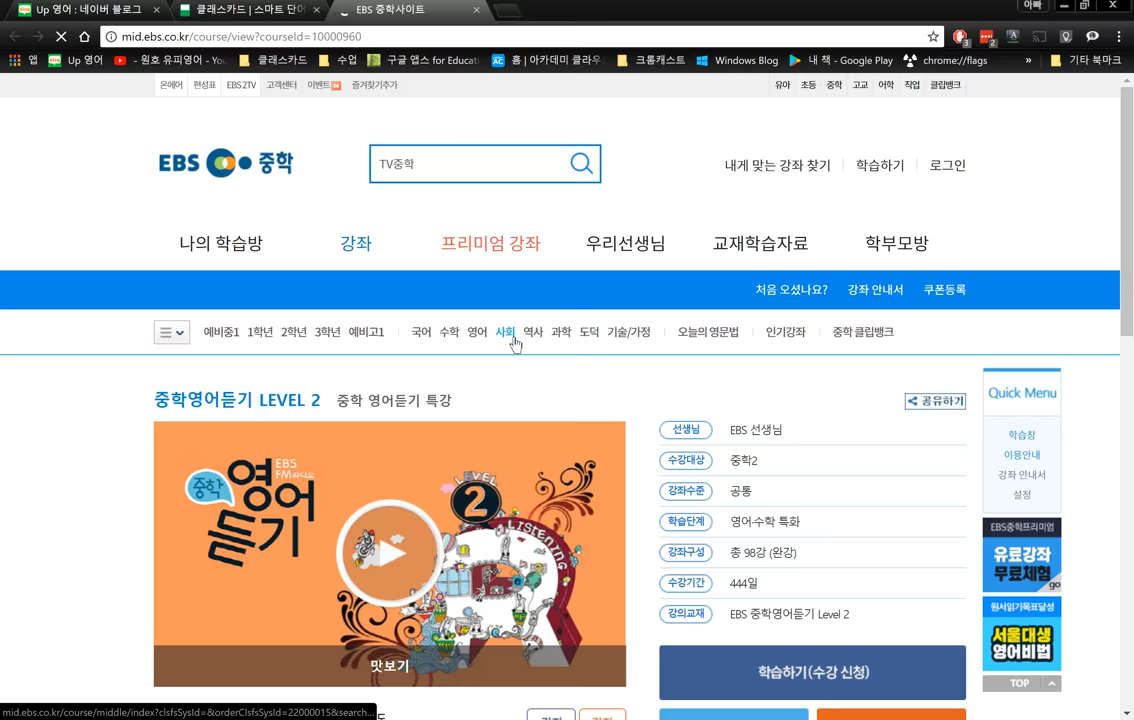 Up 영어 : 네이버 블로그
클래스카드 | 스마트 단어
EBS 중학사이트
아빠
mid.ebs.co.kr/course/view?courseId=10000960
앱 Up 영어 - 원호 유피영어 - You 클래스카드 수업 구글 앱스 for Educati 홈 | 아카데미 클라우 크롬캐스트 Windows Blog 내 책 - Google Play chrome://flags » 기타 북마크
온에어 편성표 EBS2TV 고객센터 이벤트 즐겨찾기추가
유아 초등 중학 고교 어학 직업 클립뱅크
EBS 중학
TV중학
내게 맞는 강좌 찾기 학습하기 로그인
나의 학습방 강좌 프리미엄 강좌 우리선생님 교재학습자료 학부모방
처음 오셨나요? 강좌 안내서 쿠폰등록
예비중1 1학년 2학년 3학년 예비고1 국어 수학 영어 사회 역사 과학 도덕 기술/가정 오늘의 영문법 인기강좌 중학 클립뱅크
중학영어듣기 LEVEL 2 중학 영어듣기 특강
공유하기
EBS
FM라디오
중학
영어
듣기
LEVEL
2
LISTENING
맛보기
선생님 EBS 선생님
수강대상 중학2
강좌수준 공통
학습단계 영어·수학 특화
강좌구성 총 98강 (완강)
수강기간 444일
강의교재 EBS 중학영어듣기 Level 2
학습하기(수강 신청)
Quick Menu
학습창
이용안내
강좌 안내서
설정
EBS중학프리미엄
유료강좌
무료체험
go
원서읽기목표달성
서울대생
영어비법
TOP
mid.ebs.co.kr/course/middle/index?clsfsSysId=&orderClsfsSysId=22000015&search...